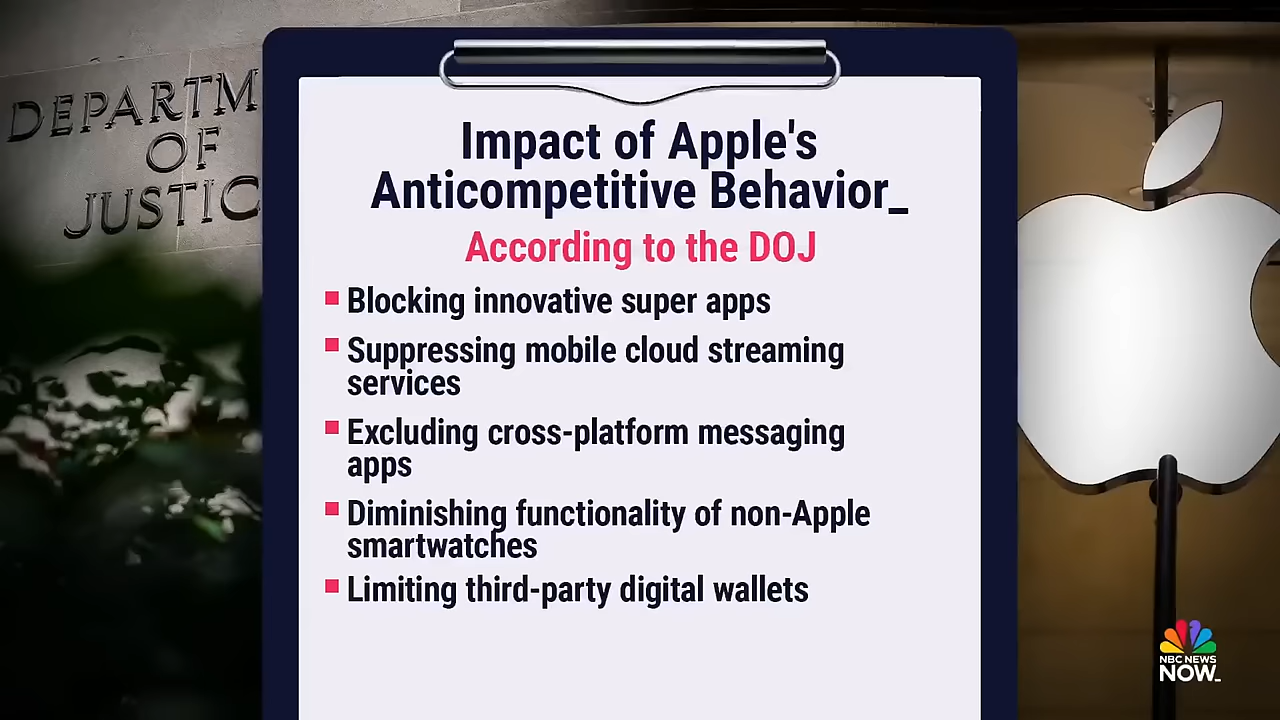 DEPARTM
OF
JUSTIC
Impact of Apple's
Anticompetitive Behavior_
According to the DOJ
Blocking innovative super apps
Suppressing mobile cloud streaming
services
Excluding cross-platform messaging
apps
Diminishing functionality of non-Apple
smartwatches
Limiting third-party digital wallets
NBC NEWS
NOW_